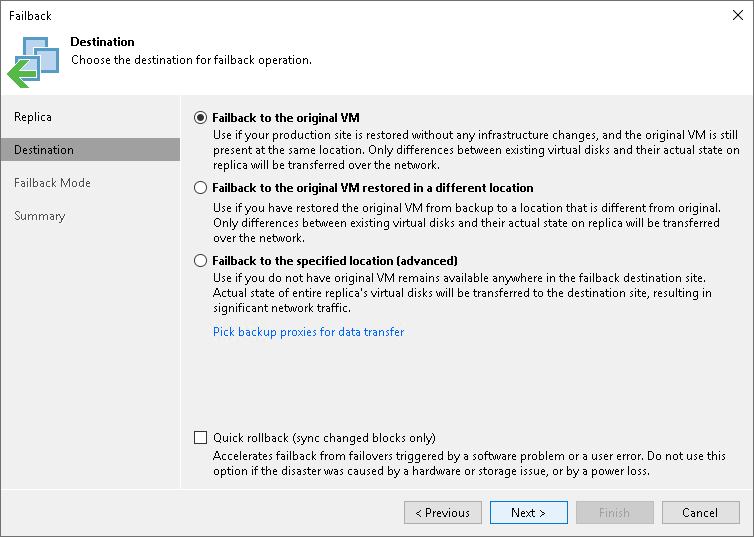 Failback
Destination
Choose the destination for failback operation.
Replica
Destination
Failback Mode
Summary
Failback to the original VM
Use if your production site is restored without any infrastructure changes, and the original VM is still
present at the same location. Only differences between existing virtual disks and their actual state on
replica will be transferred over the network.
Failback to the original VM restored in a different location
Use if you have restored the original VM from backup to a location that is different from original.
Only differences between existing virtual disks and their actual state on replica will be transferred
over the network.
Failback to the specified location (advanced)
Use if you do not have original VM remains available anywhere in the failback destination site.
Actual state of entire replica's virtual disks will be transferred to the destination site, resulting in
significant network traffic.
Pick backup proxies for data transfer
Quick rollback (sync changed blocks only)
Accelerates failback from failovers triggered by a software problem or a user error. Do not use this
option if the disaster was caused by a hardware or storage issue, or by a power loss.
< Previous
Next >
Finish
Cancel